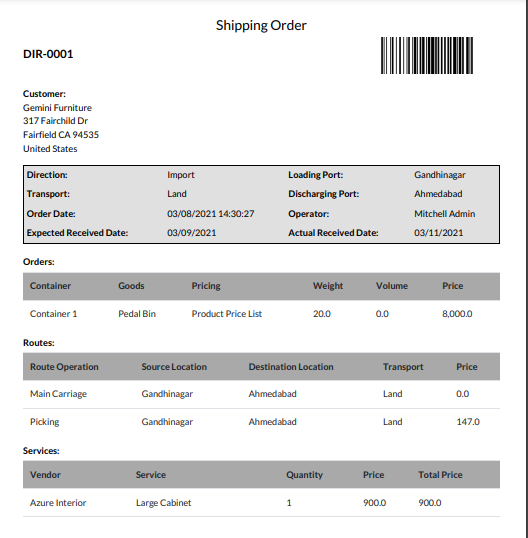 Shipping Order
DIR-0001
Customer:
Gemini Furniture
317 Fairchild Dr
Fairfield CA 94535
United States
Direction: Import Loading Port: Gandhinagar
Transport: Land Discharging Port: Ahmedabad
Order Date: 03/08/2021 14:30:27 Operator: Mitchell Admin
Expected Received Date: 03/09/2021 Actual Received Date: 03/11/2021
Orders:
Container Goods Pricing Weight Volume Price
Container 1 Pedal Bin Product Price List 20.0 0.0 8,000.0
Routes:
Route Operation Source Location Destination Location Transport Price
Main Carriage Gandhinagar Ahmedabad Land 0.0
Picking Gandhinagar Ahmedabad Land 147.0
Services:
Vendor Service Quantity Price Total Price
Azure Interior Large Cabinet 1 900.0 900.0